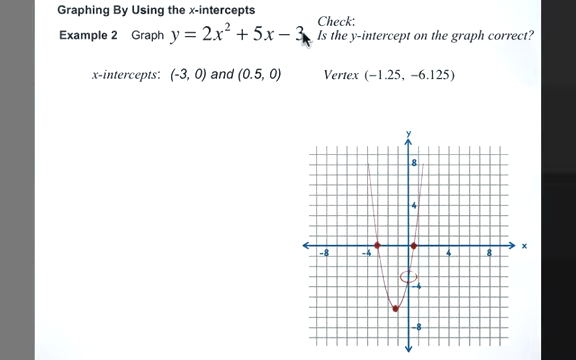 Graphing By Using the x-intercepts
Example 2 Graph y = 2x² + 5x − 3
Check:
Is the y-intercept on the graph correct?
x-intercepts: (-3, 0) and (0.5, 0)
Vertex (−1.25, −6.125)
y
8
4
-8 -4 4 8 x
-4
-8